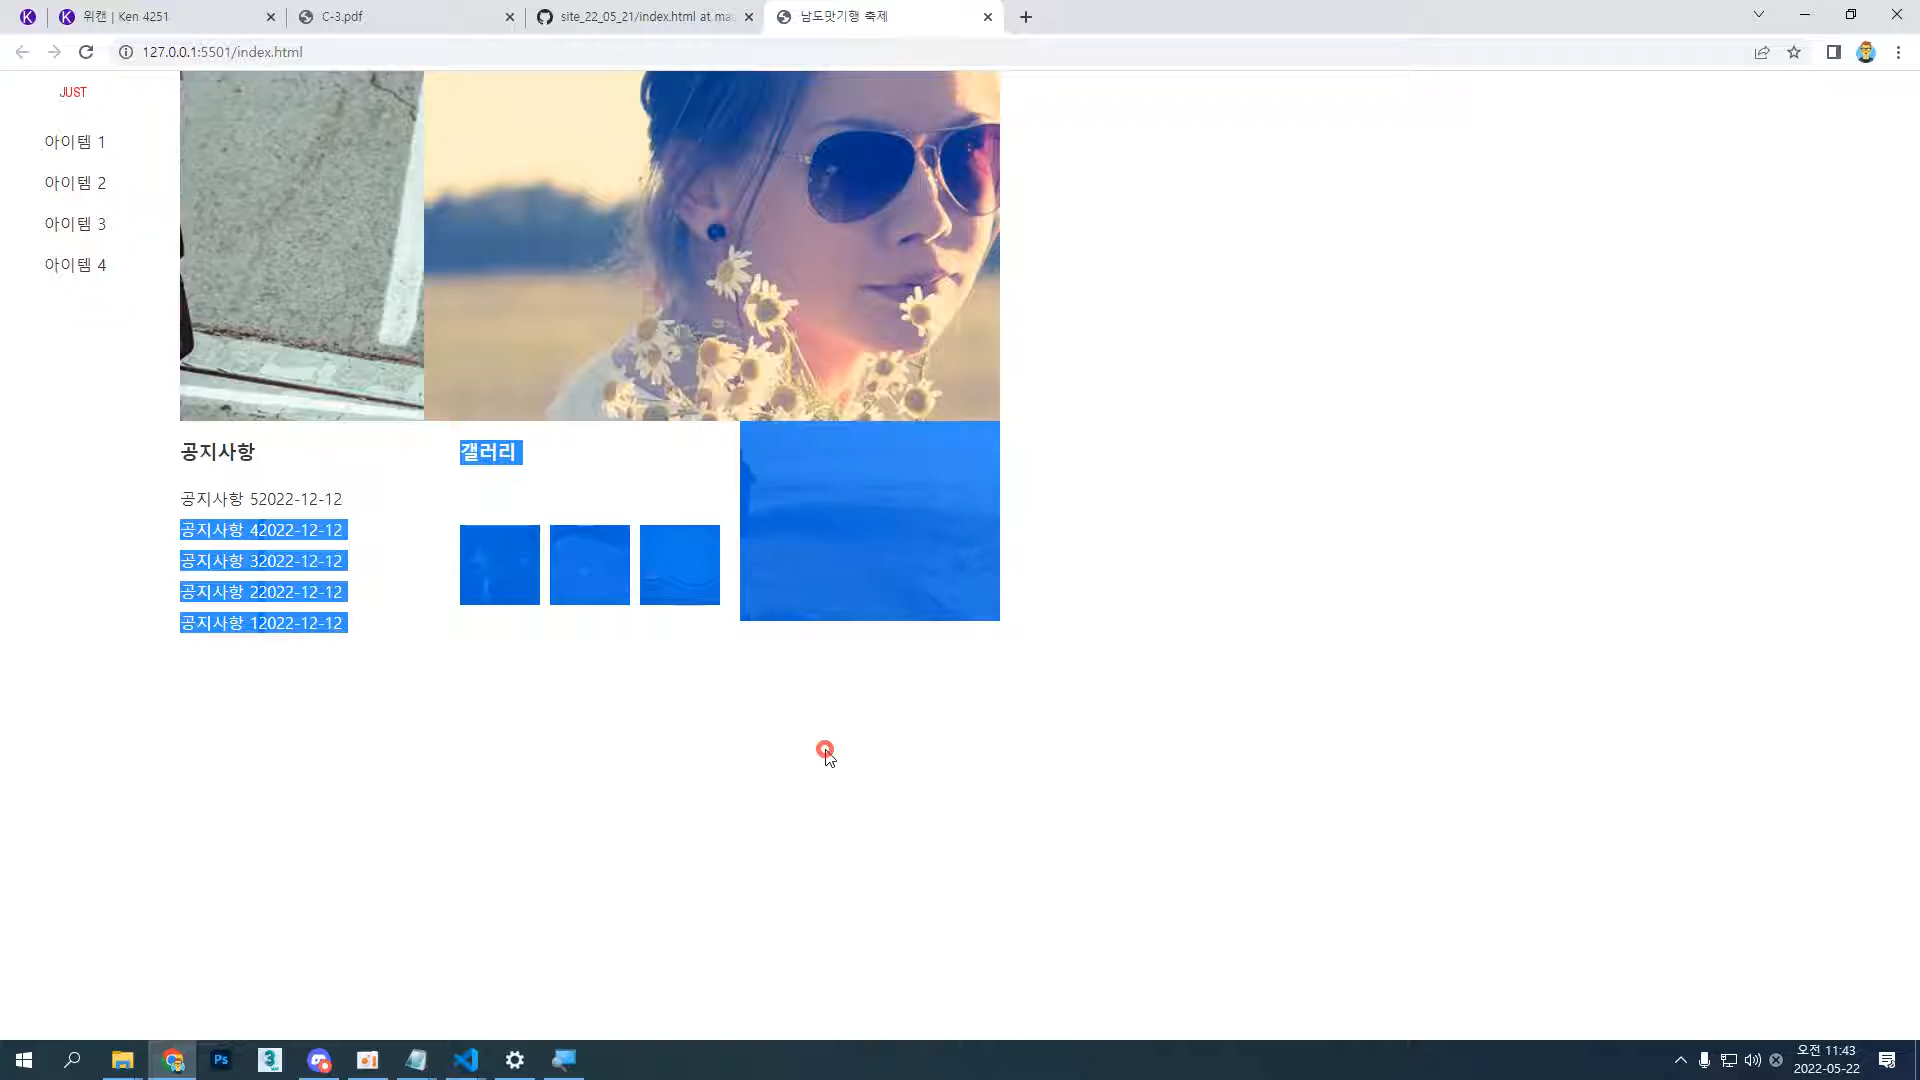 위캔 | Ken 4251
C-3.pdf
site_22_05_21/index.html at ma
남도맛기행 축제
127.0.0.1:5501/index.html
JUST
아이템 1
아이템 2
아이템 3
아이템 4
공지사항
갤러리
공지사항 52022-12-12
공지사항 42022-12-12
공지사항 32022-12-12
공지사항 22022-12-12
공지사항 12022-12-12
오전 11:43
2022-05-22